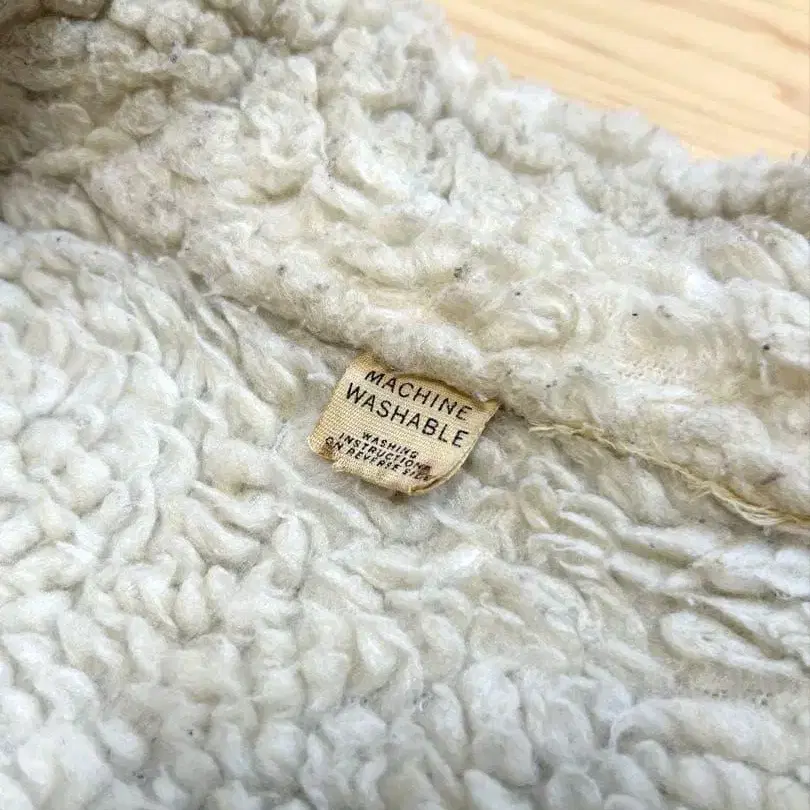 MACHINE
WASHABLE
WASHING
INSTRUCTIONS
ON REVERSE SIDE